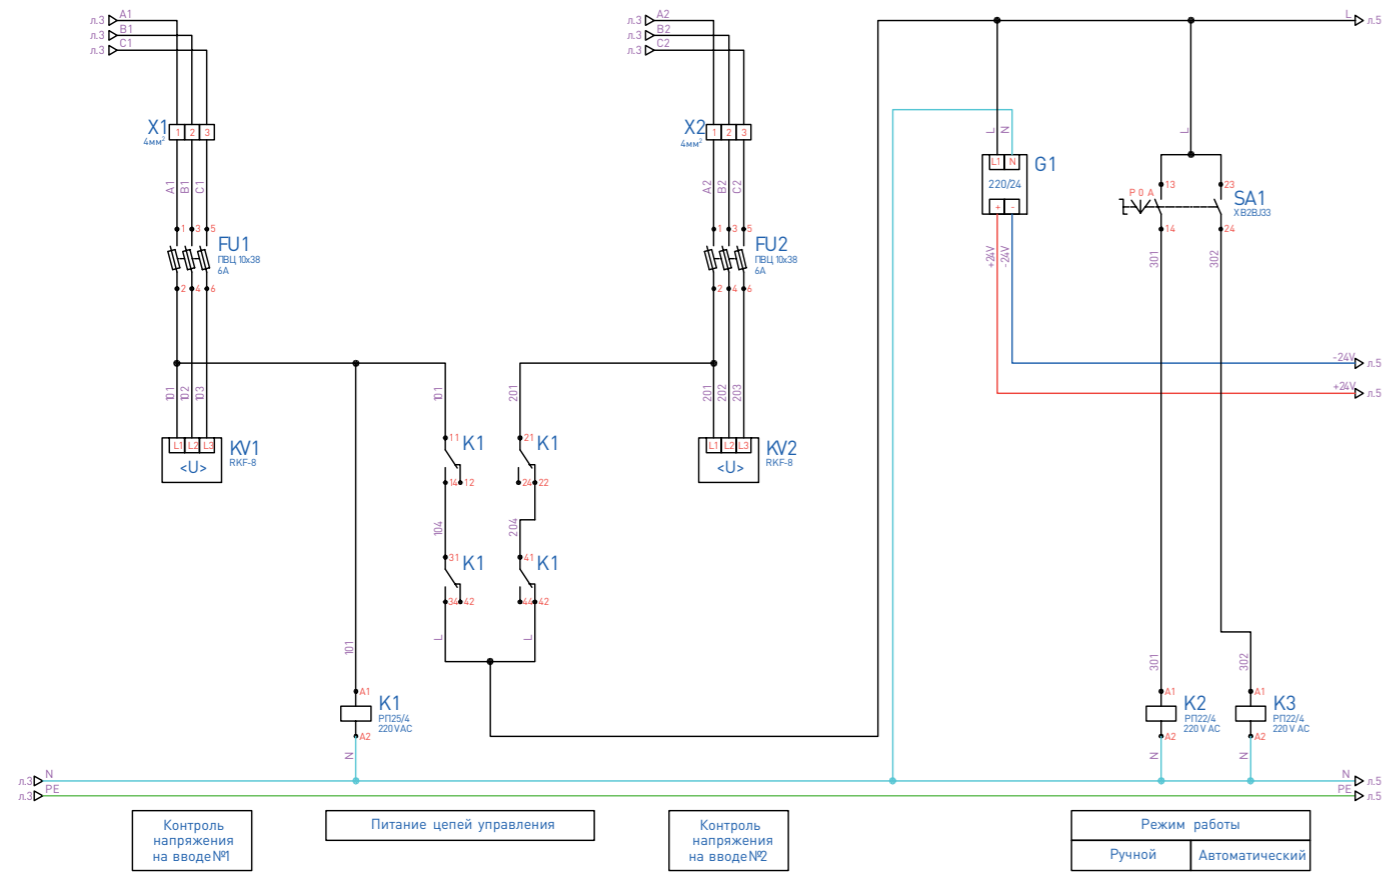 л.3 A1
л.3 B1
л.3 C1
л.3 A2
л.3 B2
л.3 C2
L л.5
X1
4мм²
1 2 3
X2
4мм²
1 2 3
L N
L
L1 N
G1
220/24
+ -
A1 B1 C1
A2 B2 C2
13 23
P 0 A
SA1
XB2BJ33
14 24
1 3 5
FU1
ПВЦ 10x38
6A
2 4 6
1 3 5
FU2
ПВЦ 10x38
6A
2 4 6
+24V -24V
301 302
-24V л.5
+24V л.5
101 102 103
101
201
201 202 203
L1 L2 L3
KV1
RKF-8
<U>
11 K1
14 12
21 K1
24 22
L1 L2 L3
KV2
RKF-8
<U>
104 204
31 K1
34 42
41 K1
44 42
L L
101
301 302
A1
K1
РП25/4
220VAC
A2
N
A1
K2
РП22/4
220 V AC
A2
N
A1
K3
РП22/4
220 V AC
A2
N
л.3 N
N л.5
л.3 PE
PE л.5
Контроль
напряжения
на вводе№1
Питание цепей управления
Контроль
напряжения
на вводе№2
Режим работы
Ручной Автоматический